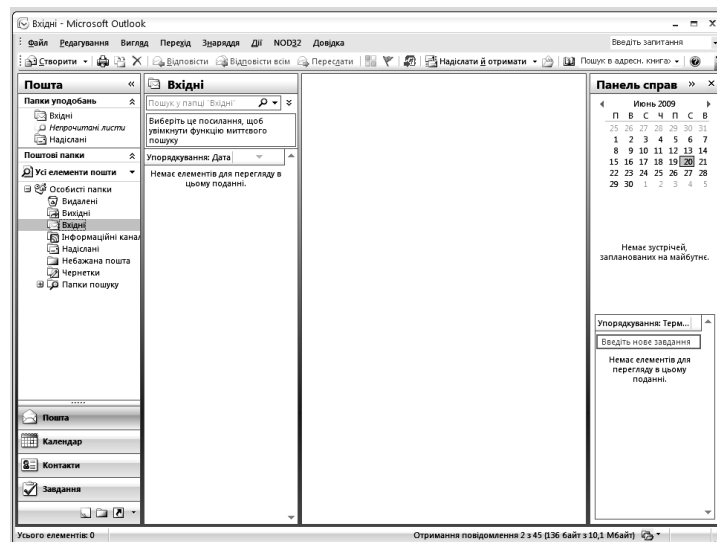 Вхідні - Microsoft Outlook
Файл Редагування Вигляд Перехід Знаряддя Дії NOD32 Довідка Введіть запитання
Створити Відповісти Відповісти всім Переслати Надіслати й отримати Пошук в адресн. книгах
Пошта «
Папки уподобань
Вхідні
Непрочитані листи
Надіслані
Поштові папки
Усі елементи пошти
Особисті папки
Видалені
Вихідні
Вхідні
Інформаційні канал
Надіслані
Небажана пошта
Чернетки
Папки пошуку
Пошта
Календар
Контакти
Завдання
Вхідні
Пошук у папці 'Вхідні'
Виберіть це посилання, щоб
увімкнути функцію миттєвого
пошуку
Упорядкування: Дата
Немає елементів для перегляду в
цьому поданні.
Панель справ »
Июнь 2009
П В С Ч П С В
25 26 27 28 29 30 31
1 2 3 4 5 6 7
8 9 10 11 12 13 14
15 16 17 18 19 20 21
22 23 24 25 26 27 28
29 30 1 2 3 4 5
Немає зустрічей,
запланованих на майбутнє.
Упорядкування: Терм...
Введіть нове завдання
Немає елементів для
перегляду в цьому
поданні.
Усього елементів: 0 Отримання повідомлення 2 з 45 (136 байт з 10,1 Мбайт)